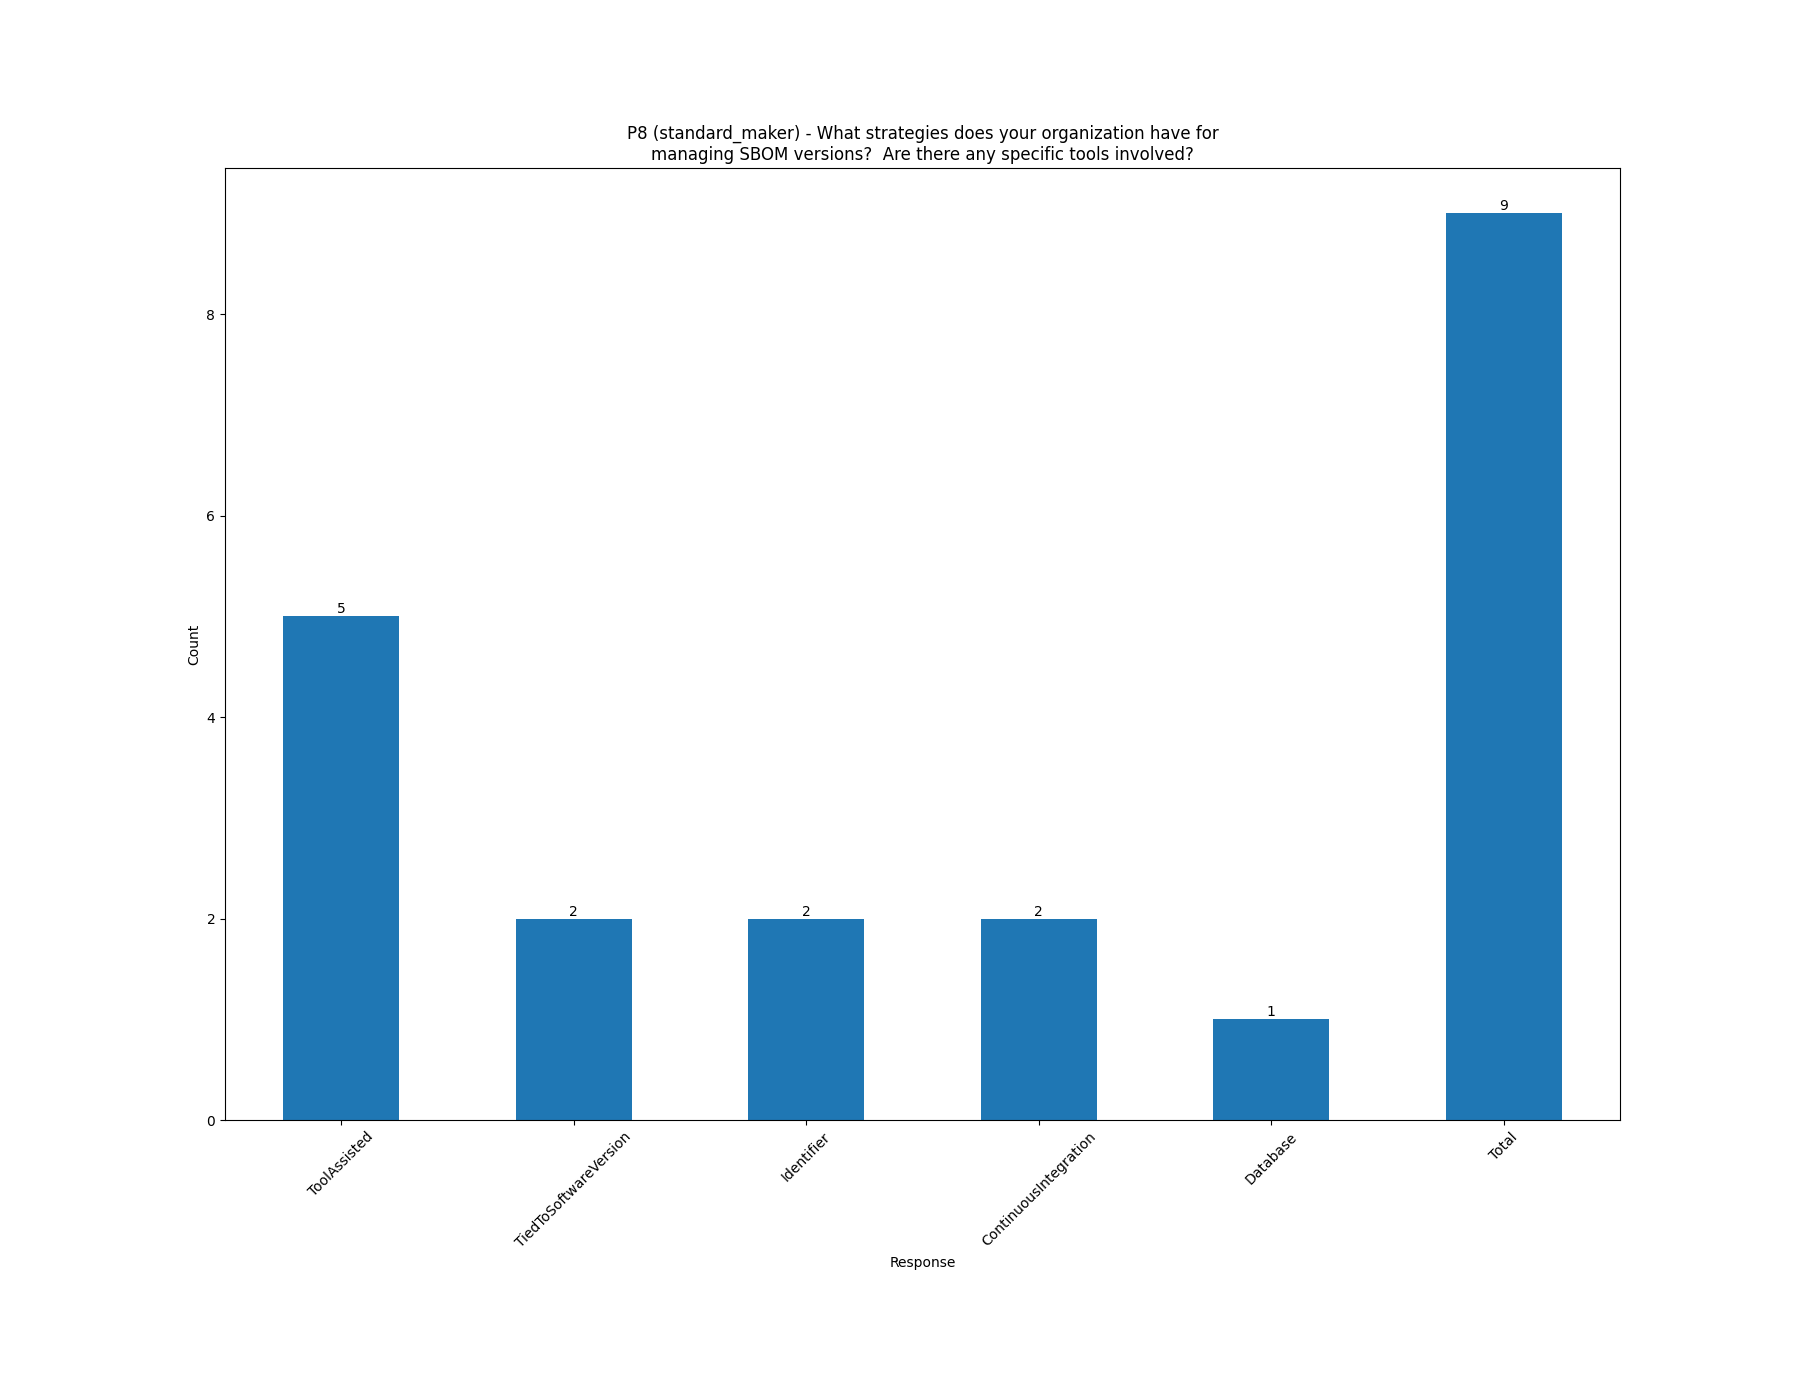 P8 (standard_maker) - What strategies does your organization have for
managing SBOM versions?  Are there any specific tools involved?
9
8
6
5
Count
4
2
2
2
2
1
0
ToolAssisted
TiedToSoftwareVersion
Identifier
ContinuousIntegration
Database
Total
Response